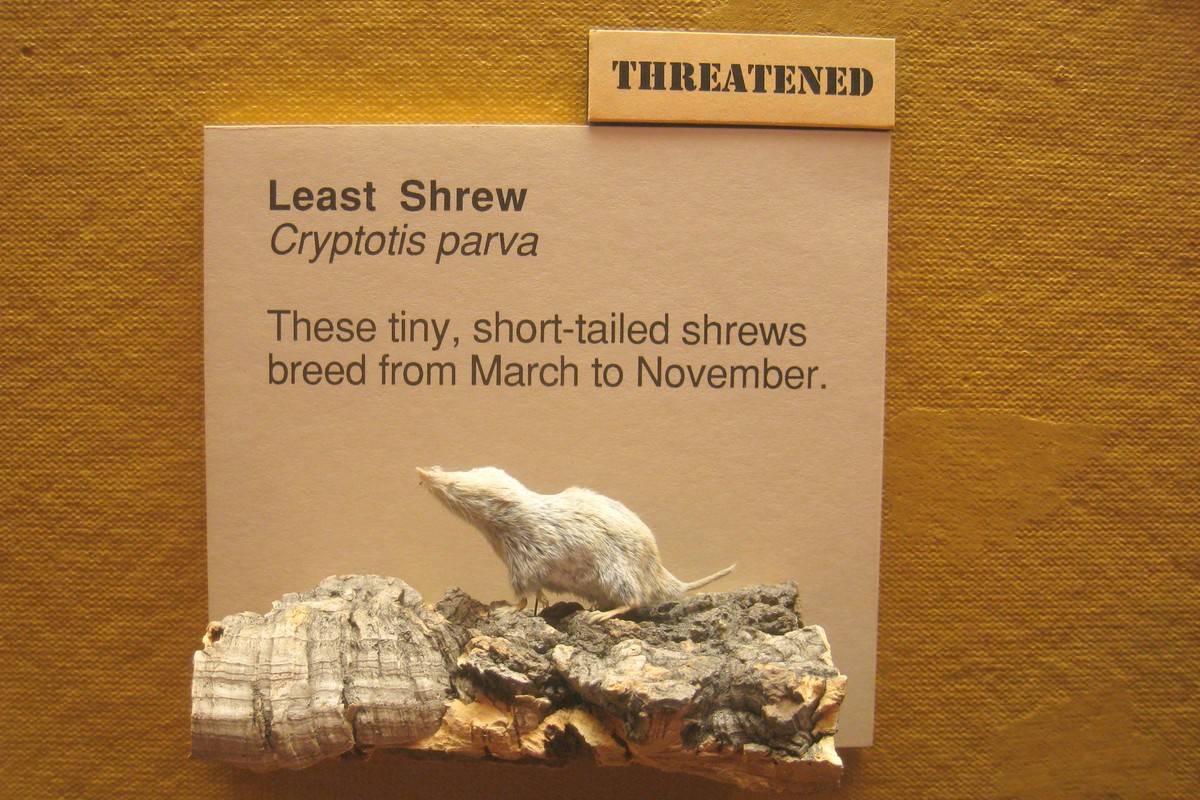 THREATENED
Least Shrew
Cryptotis parva
These tiny, short-tailed shrews
breed from March to November.